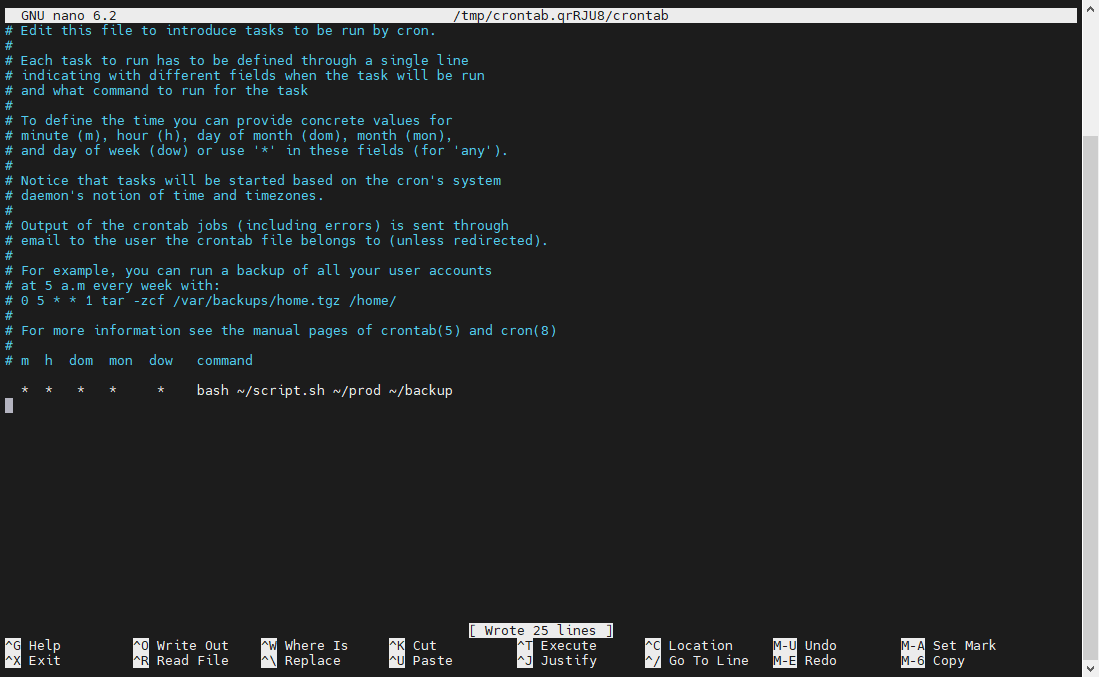 GNU nano 6.2 /tmp/crontab.qrRJU8/crontab
# Edit this file to introduce tasks to be run by cron.
#
# Each task to run has to be defined through a single line
# indicating with different fields when the task will be run
# and what command to run for the task
#
# To define the time you can provide concrete values for
# minute (m), hour (h), day of month (dom), month (mon),
# and day of week (dow) or use '*' in these fields (for 'any').
#
# Notice that tasks will be started based on the cron's system
# daemon's notion of time and timezones.
#
# Output of the crontab jobs (including errors) is sent through
# email to the user the crontab file belongs to (unless redirected).
#
# For example, you can run a backup of all your user accounts
# at 5 a.m every week with:
# 0 5 * * 1 tar -zcf /var/backups/home.tgz /home/
#
# For more information see the manual pages of crontab(5) and cron(8)
#
# m  h  dom  mon  dow   command
  *  *   *   *     *    bash ~/script.sh ~/prod ~/backup
[ Wrote 25 lines ]
^G Help ^O Write Out ^W Where Is ^K Cut ^T Execute ^C Location M-U Undo M-A Set Mark
^X Exit ^R Read File ^\ Replace ^U Paste ^J Justify ^/ Go To Line M-E Redo M-6 Copy